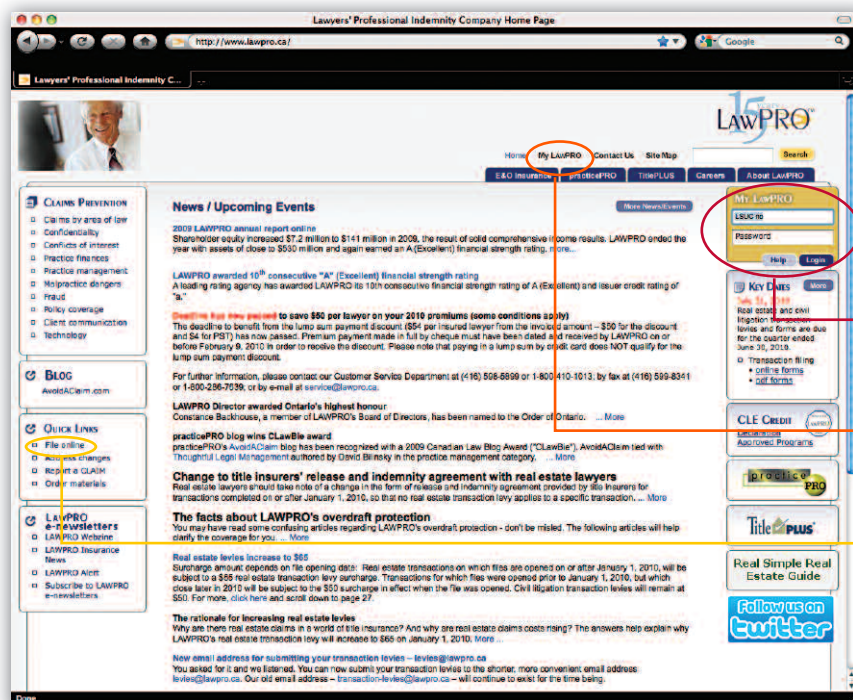 Lawyers' Professional Indemnity Company Home Page
http://www.lawpro.ca/
Google
Lawyers' Professional Indemnity C...
15
LAWPRO
Home My LAWPRO Contact Us Site Map
Search
E&O Insurance practicePRO TitlePLUS Careers About LAWPRO
CLAIMS PREVENTION
Claims by area of law
Confidentiality
Conflicts of interest
Practice finances
Practice management
Malpractice dangers
Fraud
Policy coverage
Client communication
Technology
BLOG
AvoidAClaim.com
QUICK LINKS
File online
Address changes
Report a CLAIM
Order materials
LAWPRO
e-newsletters
LAWPRO Webzine
LAWPRO Insurance
News
LAWPRO Alert
Subscribe to LAWPRO
e-newsletters
News / Upcoming Events
More News/Events
2009 LAWPRO annual report online
Shareholder equity increased $7.2 million to $141 million in 2009, the result of solid comprehensive income results. LAWPRO ended the
year with assets of close to $530 million and again earned an A (Excellent) financial strength rating. more...
LAWPRO awarded 10th consecutive "A" (Excellent) financial strength rating
A leading rating agency has awarded LAWPRO its 10th consecutive financial strength rating of A (Excellent) and issuer credit rating of
"a."
Deadline has now passed to save $50 per lawyer on your 2010 premiums (some conditions apply)
The deadline to benefit from the lump sum payment discount ($54 per insured lawyer from the invoiced amount – $50 for the discount
and $4 for PST) has now passed. Premium payment made in full by cheque must have been dated and received by LAWPRO on or
before February 9, 2010 in order to receive the discount. Please note that paying in a lump sum by credit card does NOT qualify for the
lump sum payment discount.
For further information, please contact our Customer Service Department at (416) 598-5899 or 1-800-410-1013; by fax at (416) 599-8341
or 1-800-286-7639; or by e-mail at service@lawpro.ca.
LAWPRO Director awarded Ontario's highest honour
Constance Backhouse, a member of LAWPRO's Board of Directors, has been named to the Order of Ontario. ... More
practicePRO blog wins CLawBie award
practicePRO's AvoidAClaim blog has been recognized with a 2009 Canadian Law Blog Award ("CLawBie"). AvoidAClaim tied with
Thoughtful Legal Management authored by David Bilinsky in the practice management category. ... More
Change to title insurers' release and indemnity agreement with real estate lawyers
Real estate lawyers should take note of a change in the form of release and indemnity agreement provided by title insurers for
transactions completed on or after January 1, 2010, so that no real estate transaction levy applies to a specific transaction. ... More
The facts about LAWPRO's overdraft protection
You may have read some confusing articles regarding LAWPRO's overdraft protection - don't be misled. The following articles will help
clarify the coverage for you. ... More
Real estate levies increase to $65
Surcharge amount depends on file opening date: Real estate transactions on which files are opened on or after January 1, 2010, will be
subject to a $65 real estate transaction levy surcharge. Transactions for which files were opened prior to January 1, 2010, but which
close later in 2010 will be subject to the $50 surcharge in effect when the file was opened. Civil litigation transaction levies will remain at
$50. For more, click here and scroll down to page 27.
The rationale for increasing real estate levies
Why are there real estate claims in a world of title insurance? And why are real estate claims costs rising? The answers help explain why
LAWPRO's real estate transaction levy will increase to $65 on January 1, 2010. More ...
New email address for submitting your transaction levies – levies@lawpro.ca
You asked for it and we listened. You can now submit your transaction levies to the shorter, more convenient email address
levies@lawpro.ca. Our old email address – transaction-levies@lawpro.ca – will continue to exist for the time being.
MY LAWPRO
LSUC no
Password
Help Login
KEY DATES More
July 31, 2010
Real estate and civil
litigation transaction
levies and forms are due
for the quarter ended
June 30, 2010.
Transaction filing
online forms
pdf forms
CLE CREDIT
Declaration
Approved Programs
practice
PRO
TitlePLUS
Real Simple Real
Estate Guide
Follow us on
twitter
Done